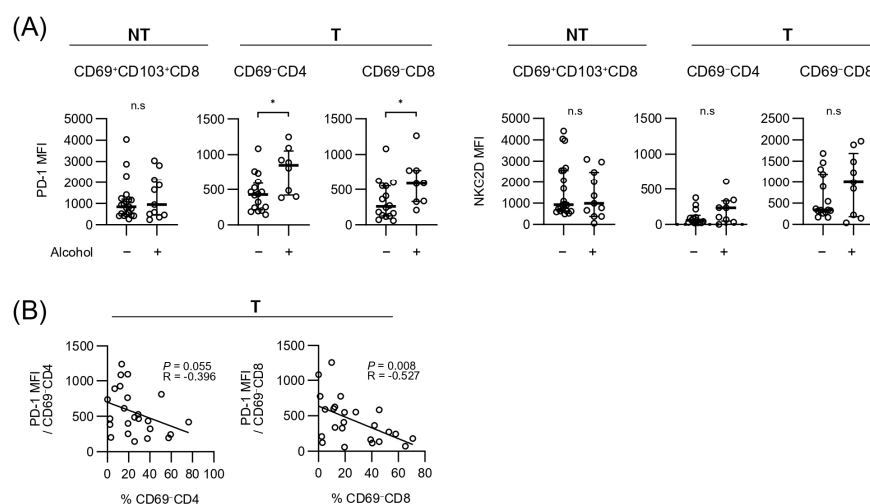 (A)
NT T NT T
CD69⁺CD103⁺CD8 CD69⁻CD4 CD69⁻CD8 CD69⁺CD103⁺CD8 CD69⁻CD4 CD69⁻CD8
n.s * * n.s n.s n.s
PD-1 MFI
5000
4000
3000
2000
1000
0
1500
1000
500
0
1500
1000
500
0
NKG2D MFI
5000
4000
3000
2000
1000
0
1500
1000
500
0
2500
2000
1500
1000
500
0
Alcohol − + − + − + − + − + − +
(B)
T
PD-1 MFI
/ CD69⁻CD4
1500
1000
500
0
P = 0.055
R = -0.396
0 20 40 60 80 100
% CD69⁻CD4
PD-1 MFI
/ CD69⁻CD8
1500
1000
500
0
P = 0.008
R = -0.527
0 20 40 60 80
% CD69⁻CD8